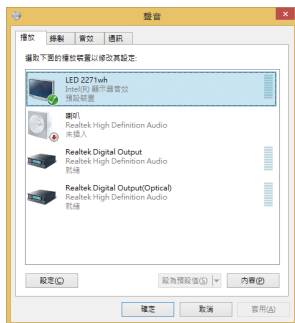 聲音
播放 錄製 音效 通訊
選取下面的播放裝置以修改其設定:
LED 2271wh
Intel(R) 顯示器音效
預設裝置
喇叭
Realtek High Definition Audio
未插入
Realtek Digital Output
Realtek High Definition Audio
就緒
Realtek Digital Output(Optical)
Realtek High Definition Audio
就緒
設定(C) 設為預設值(S) 內容(P)
確定 取消 套用(A)